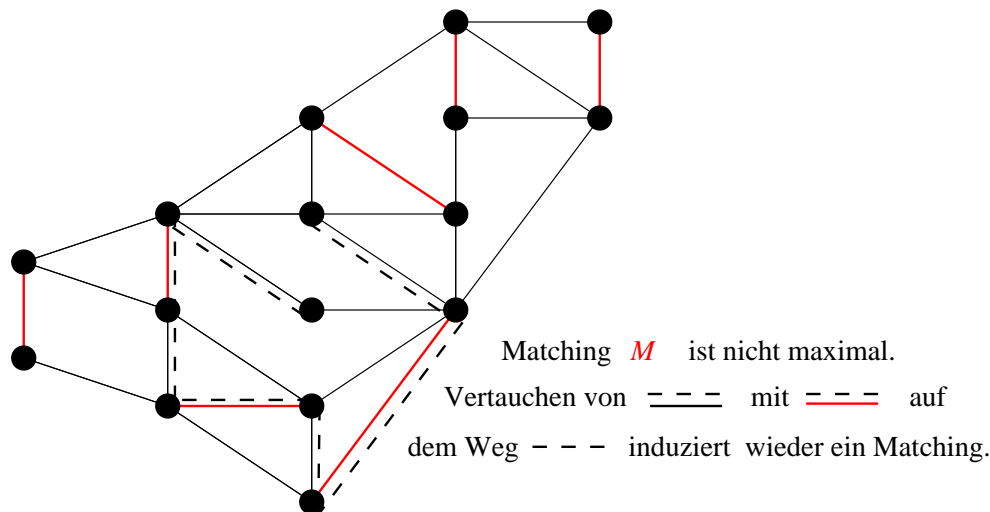 Matching M ist nicht maximal.
Vertauchen von mit auf
dem Weg induziert wieder ein Matching.